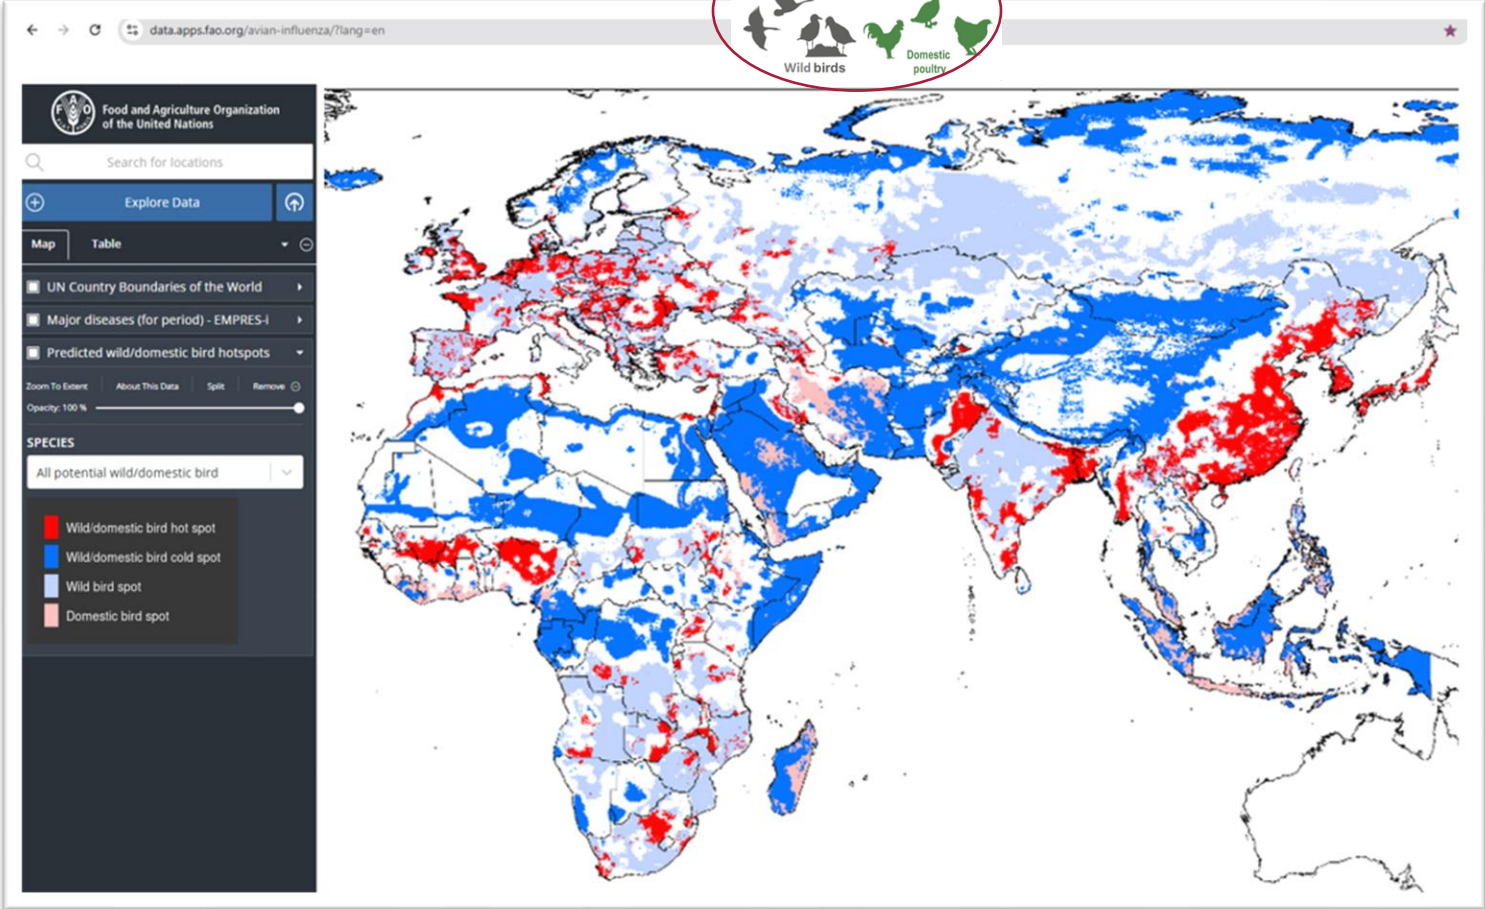 data.apps.fao.org/avian-influenza/?lang=en
Wild birds
Domestic
poultry
F A O
Food and Agriculture Organization
of the United Nations
Search for locations
Explore Data
Map Table
UN Country Boundaries of the World
Major diseases (for period) - EMPRES-i
Predicted wild/domestic bird hotspots
Zoom To Extent About This Data Split Remove
Opacity: 100 %
SPECIES
All potential wild/domestic bird
Wild/domestic bird hot spot
Wild/domestic bird cold spot
Wild bird spot
Domestic bird spot